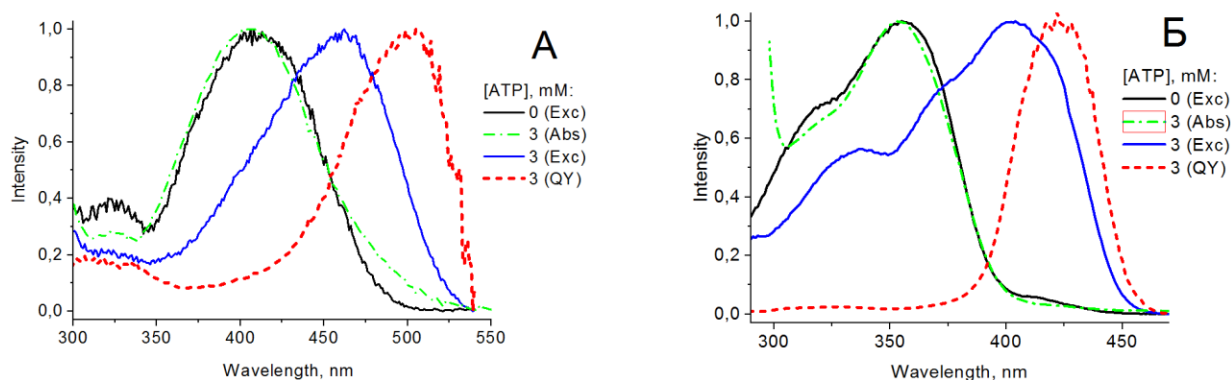 А
Intensity
1,0
0,8
0,6
0,4
0,2
0,0
300 350 400 450 500 550
Wavelength, nm
[ATP], mM:
0 (Exc)
3 (Abs)
3 (Exc)
3 (QY)
Б
Intensity
1,0
0,8
0,6
0,4
0,2
0,0
300 350 400 450
Wavelength, nm
[ATP], mM:
0 (Exc)
3 (Abs)
3 (Exc)
3 (QY)